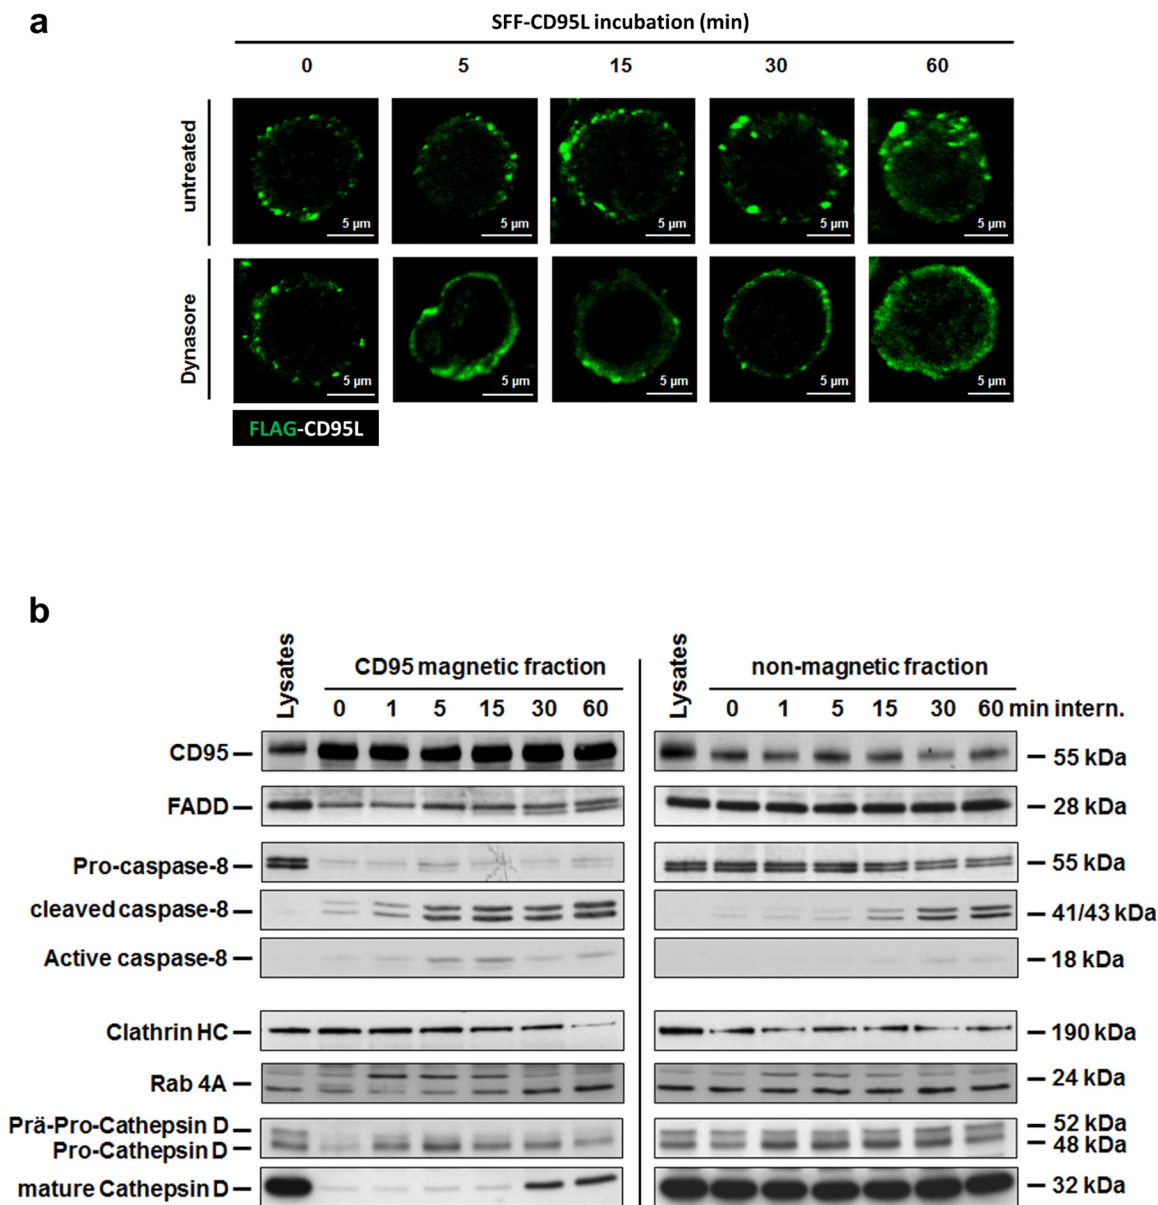 a
SFF-CD95L incubation (min)
0 5 15 30 60
untreated
5 µm 5 µm 5 µm 5 µm 5 µm
Dynasore
5 µm 5 µm 5 µm 5 µm 5 µm
FLAG-CD95L
b
Lysates CD95 magnetic fraction Lysates non-magnetic fraction
0 1 5 15 30 60 0 1 5 15 30 60 min intern.
CD95 55 kDa
FADD 28 kDa
Pro-caspase-8 55 kDa
cleaved caspase-8 41/43 kDa
Active caspase-8 18 kDa
Clathrin HC 190 kDa
Rab 4A 24 kDa
Prä-Pro-Cathepsin D 52 kDa
Pro-Cathepsin D 48 kDa
mature Cathepsin D 32 kDa